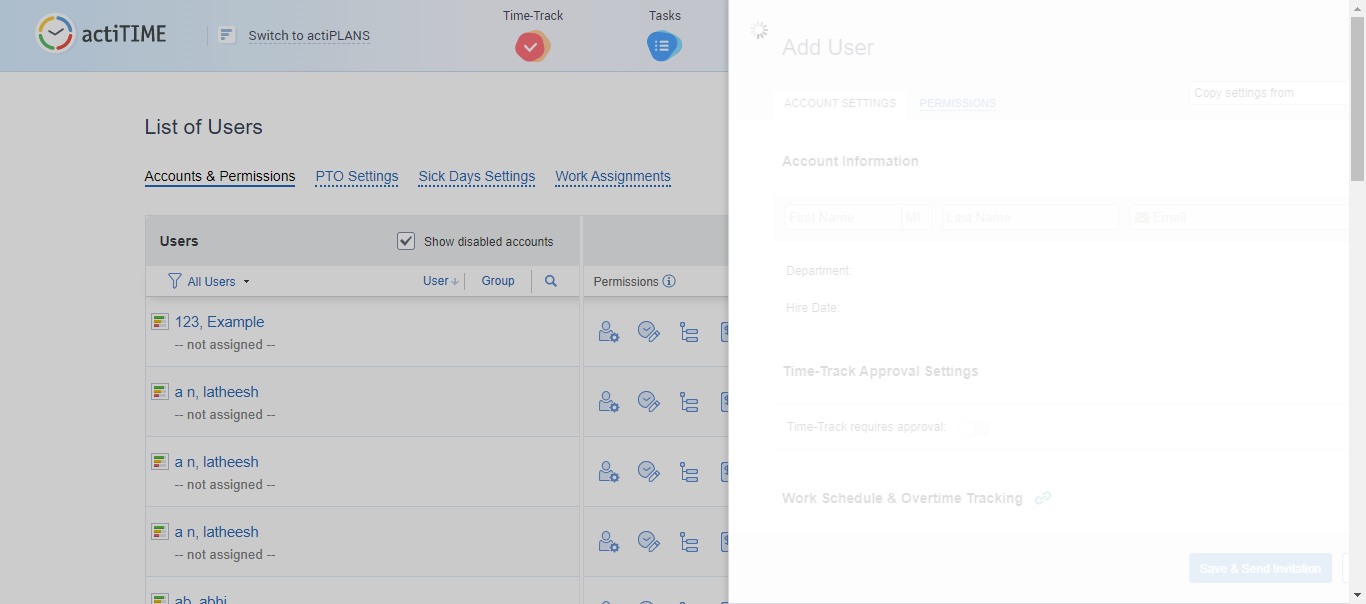 actiTIME
Switch to actiPLANS
Time-Track
Tasks
List of Users
Accounts & Permissions
PTO Settings
Sick Days Settings
Work Assignments
Users
Show disabled accounts
All Users
User
Group
Permissions
123, Example
-- not assigned --
a n, latheesh
-- not assigned --
a n, latheesh
-- not assigned --
a n, latheesh
-- not assigned --
ab, abhi
Add User
ACCOUNT SETTINGS
PERMISSIONS
Copy settings from
Account Information
First Name
MI
Last Name
Email
Department:
Hire Date:
Time-Track Approval Settings
Time-Track requires approval:
Work Schedule & Overtime Tracking
Save & Send Invitation